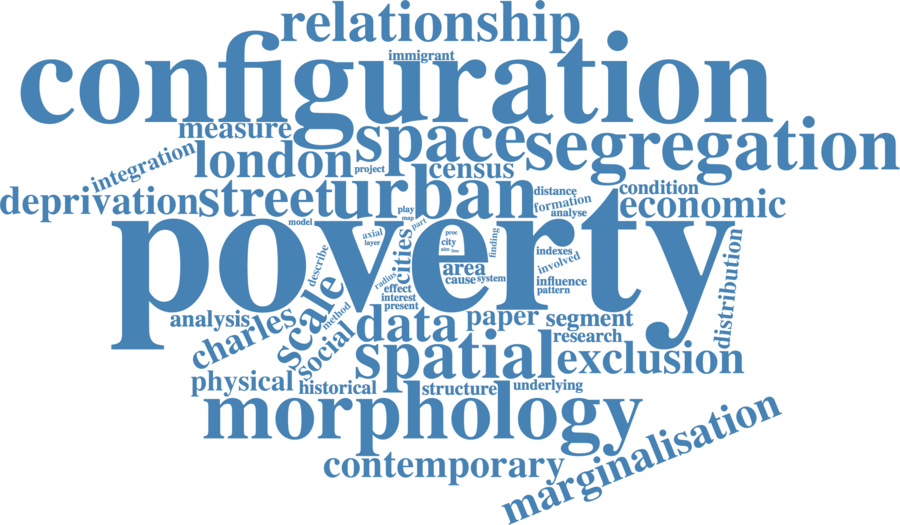 relationship
immigrant
configuration
measure
space
segregation
integration
london
project
census
deprivation
street
urban
distance
condition
formation
analyse
economic
model
play
map
part
poverty
axial
layer
cities
proc
city
aim
finding
indexes
involved
area
cause
system
radius
effect
interest
present
influence
pattern
describe
scale
method
distribution
analysis
charles
social
data
paper
segment
research
spatial
exclusion
physical
historical
structure
underlying
morphology
contemporary
marginalisation